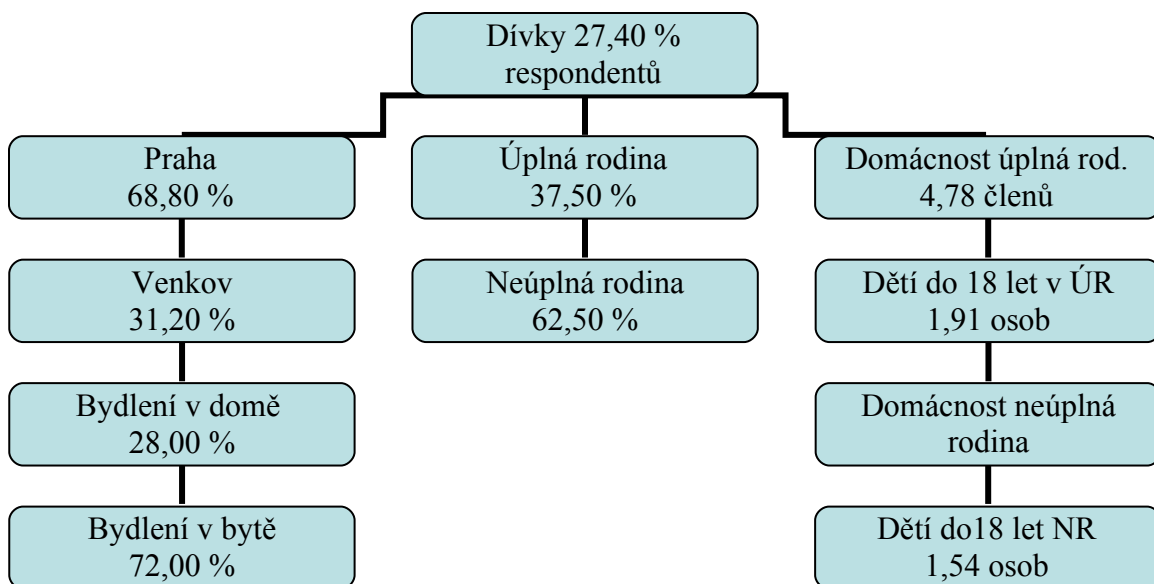 Dívky 27,40 %
respondentů
Praha
68,80 %
Úplná rodina
37,50 %
Domácnost úplná rod.
4,78 členů
Venkov
31,20 %
Neúplná rodina
62,50 %
Dětí do 18 let v ÚR
1,91 osob
Bydlení v domě
28,00 %
Domácnost neúplná
rodina
Bydlení v bytě
72,00 %
Dětí do18 let NR
1,54 osob